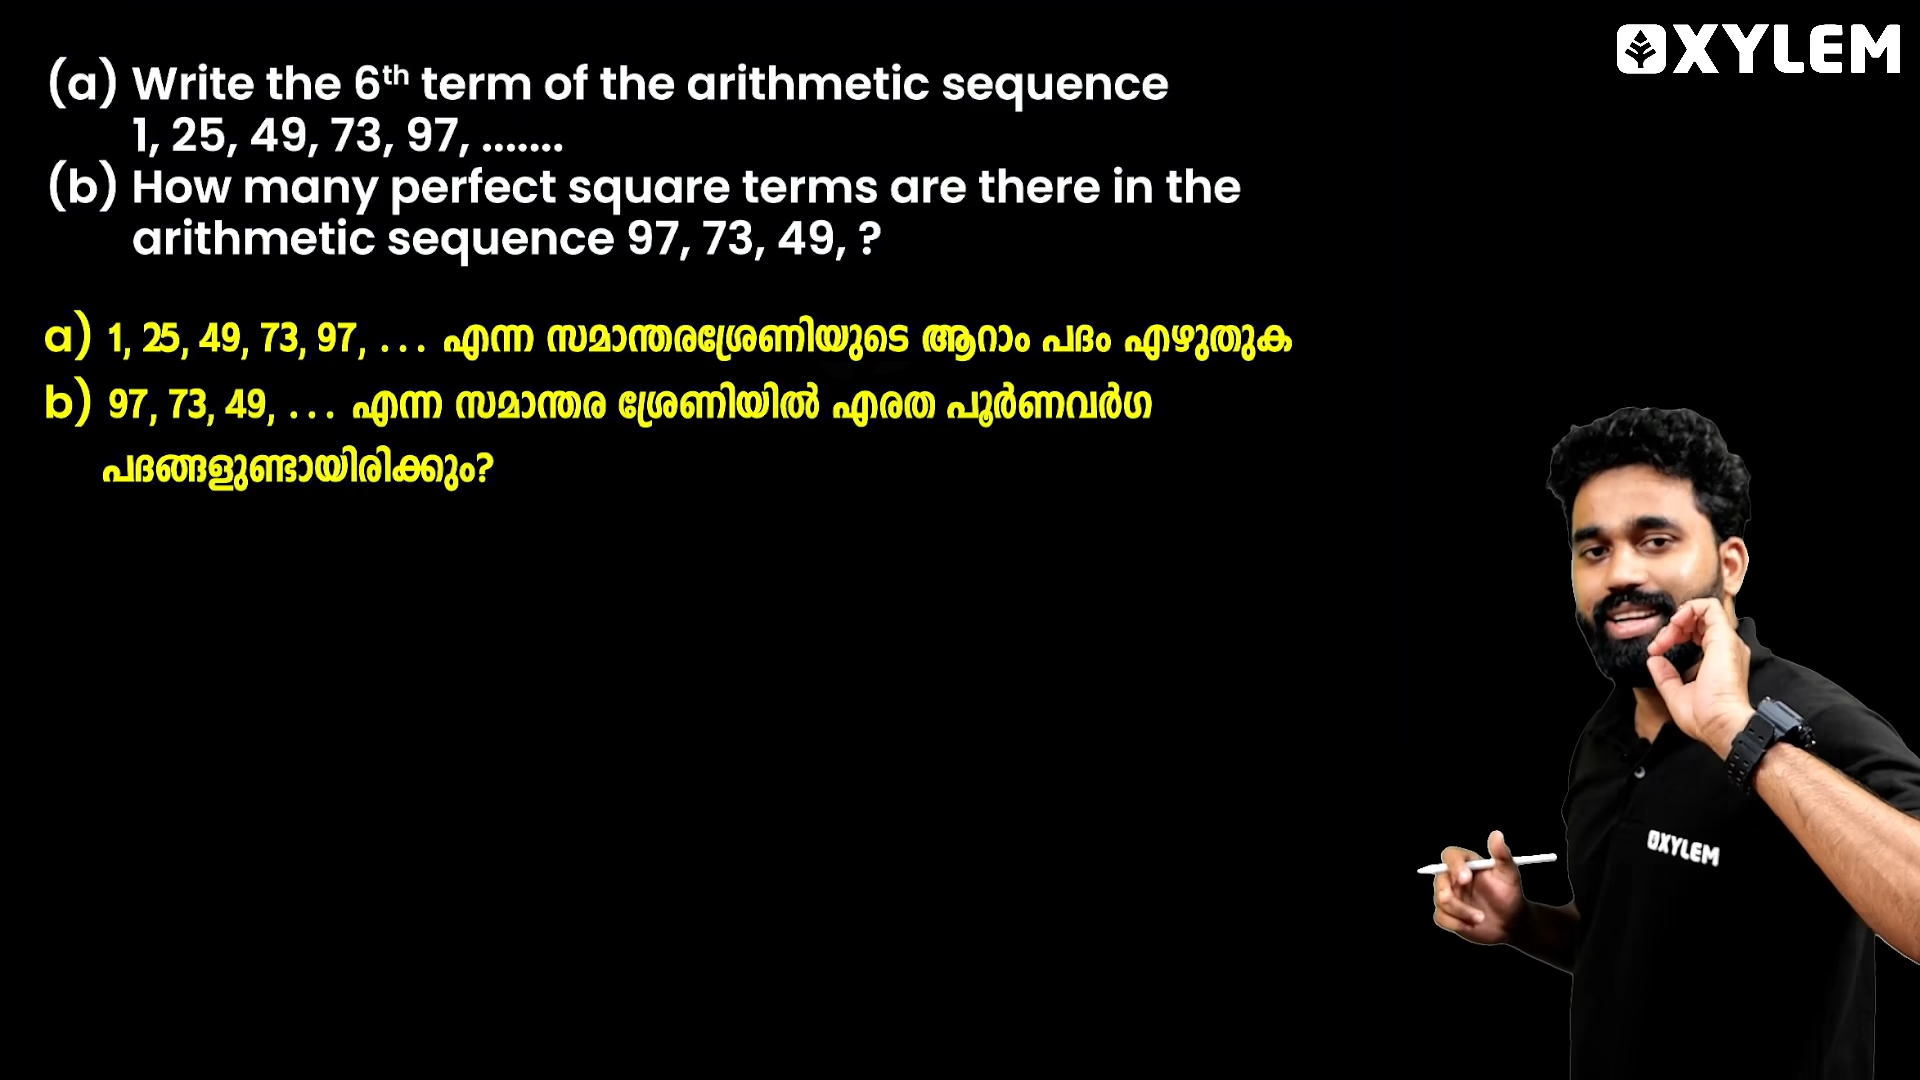 OXYLEM
(a) Write the 6th term of the arithmetic sequence
1, 25, 49, 73, 97, .......
(b) How many perfect square terms are there in the
arithmetic sequence 97, 73, 49, ?
a) 1, 25, 49, 73, 97, ... എന്ന സമാന്തരശ്രേണിയുടെ ആറാം പദം എഴുതുക
b) 97, 73, 49, ... എന്ന സമാന്തര ശ്രേണിയിൽ എരത പൂർണവർഗ
പദങ്ങളുണ്ടായിരിക്കും?
OXYLEM